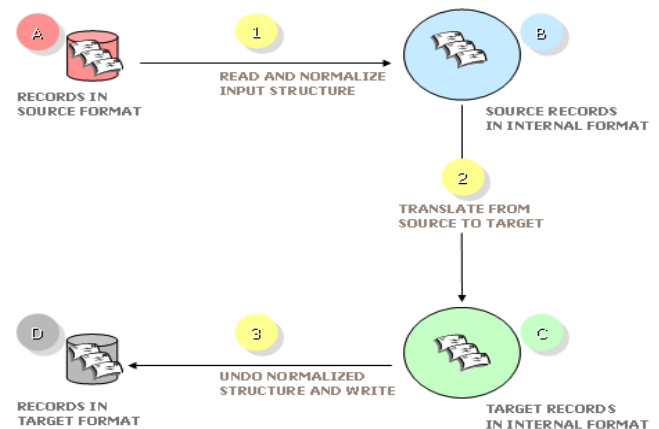 A
1
B
READ AND NORMALIZE
INPUT STRUCTURE
RECORDS IN
SOURCE FORMAT
SOURCE RECORDS
IN INTERNAL FORMAT
2
TRANSLATE FROM
SOURCE TO TARGET
D
3
C
UNDO NORMALIZED
STRUCTURE AND WRITE
RECORDS IN
TARGET FORMAT
TARGET RECORDS
IN INTERNAL FORMAT